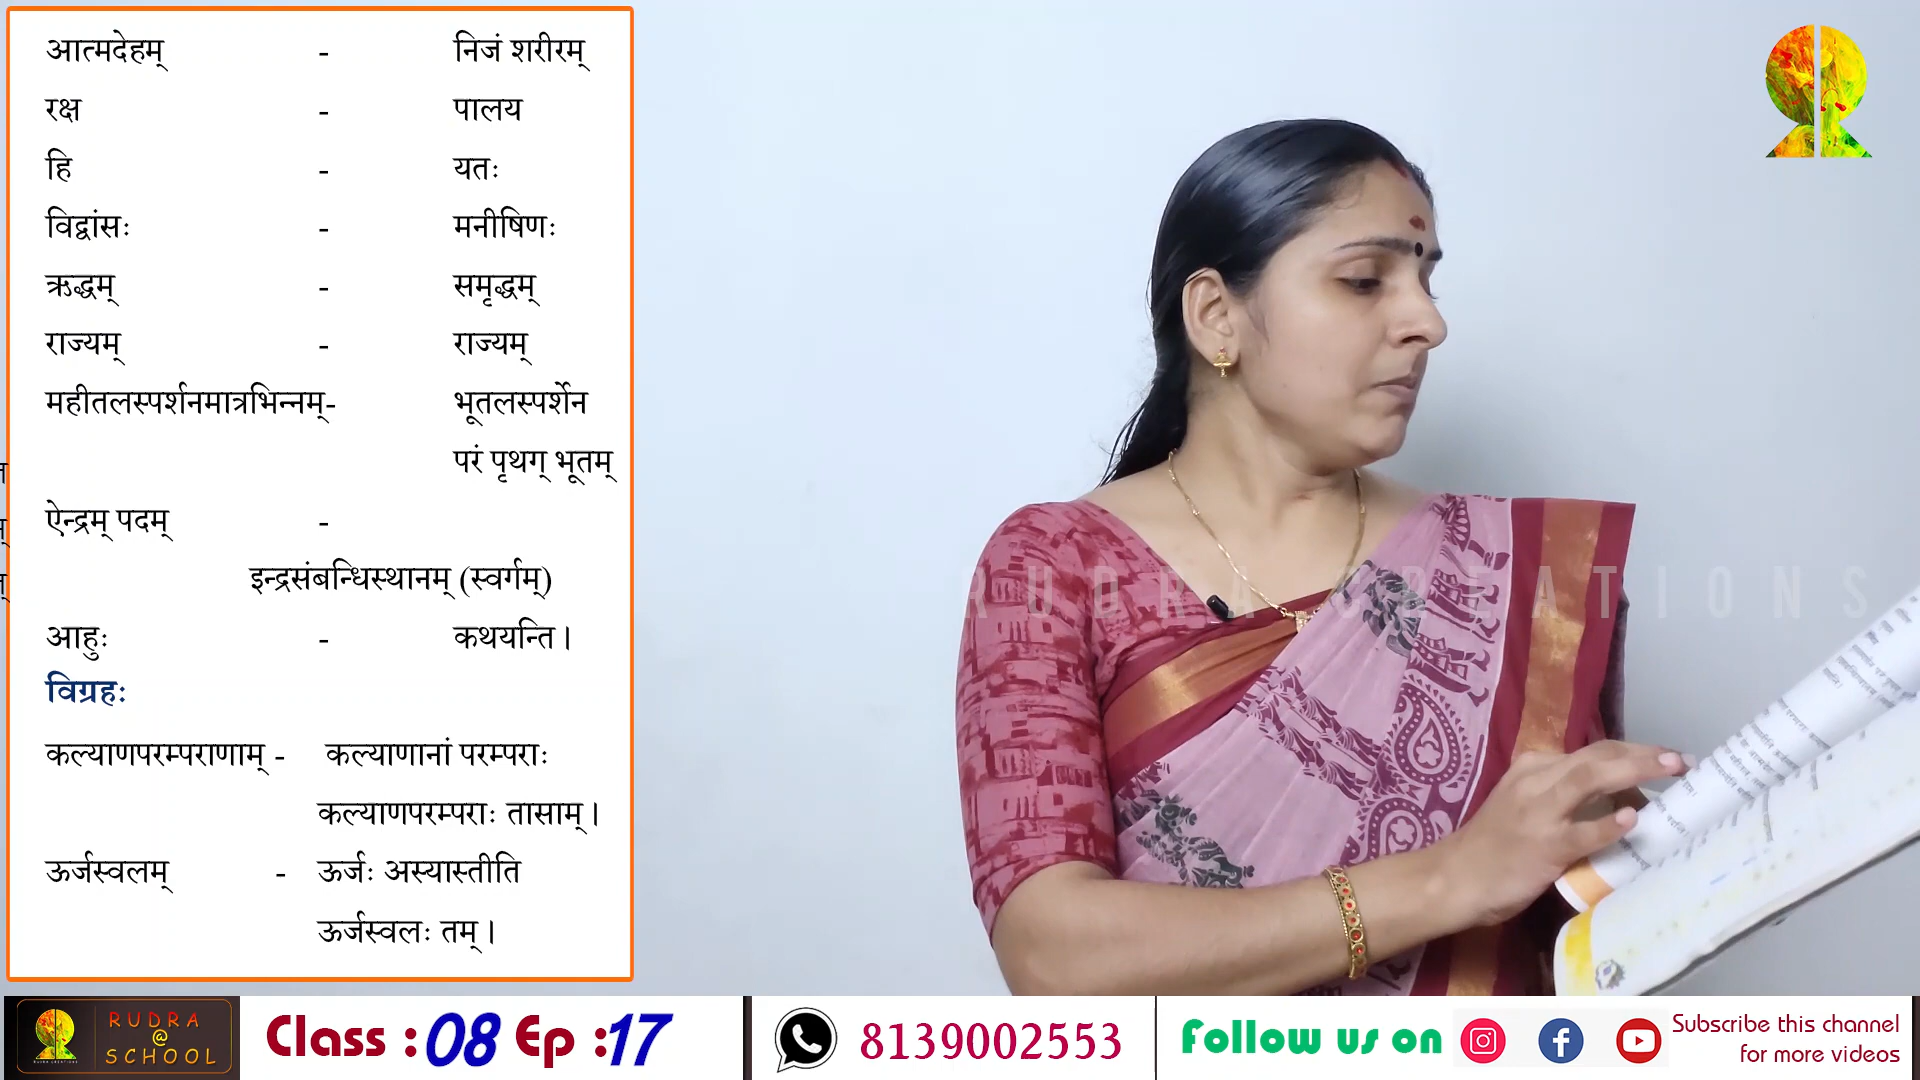 आत्मदेहम् - निजं शरीरम्
रक्ष - पालय
हि - यतः
विद्वांसः - मनीषिणः
ऋद्धम् - समृद्धम्
राज्यम् - राज्यम्
महीतलस्पर्शनमात्रभिन्नम्- भूतलस्पर्शेन
परं पृथग् भूतम्
ऐन्द्रम् पदम् -
इन्द्रसंबन्धिस्थानम् (स्वर्गम्)
आहुः - कथयन्ति ।
विग्रहः
कल्याणपरम्पराणाम् - कल्याणानां परम्पराः
कल्याणपरम्पराः तासाम् ।
ऊर्जस्वलम् - ऊर्जः अस्यास्तीति
ऊर्जस्वलः तम् ।
RUDRA CREATIONS
RUDRA
@
SCHOOL
Class : 08 Ep : 17
8139002553
Follow us on
Subscribe this channel
for more videos